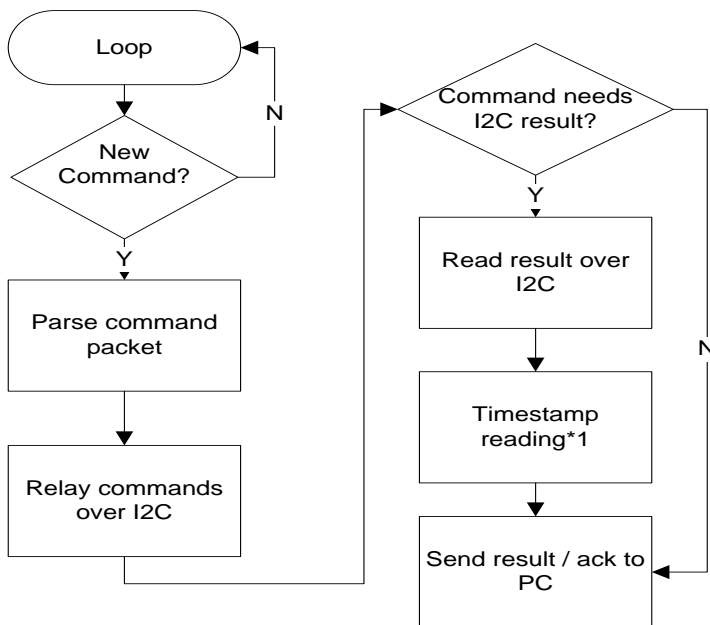 Loop
N
New
Command?
Y
Parse command
packet
Relay commands
over I2C
Command needs
I2C result?
Y
Read result over
I2C
N
Timestamp
reading*1
Send result / ack to
PC